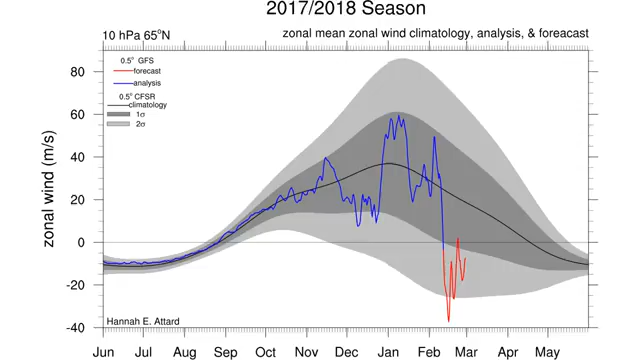 2017/2018 Season
10 hPa 65°N
zonal mean zonal wind climatology, analysis, & foreacast
0.5° GFS
forecast
analysis
0.5° CFSR
climatology
1σ
2σ
zonal wind (m/s)
80
60
40
20
0
-20
-40
Hannah E. Attard
Jun Jul Aug Sep Oct Nov Dec Jan Feb Mar Apr May